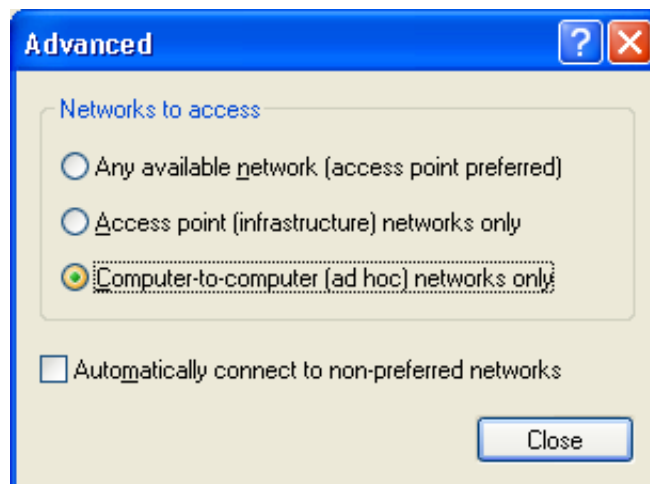 Advanced
Networks to access
Any available network (access point preferred)
Access point (infrastructure) networks only
Computer-to-computer (ad hoc) networks only
Automatically connect to non-preferred networks
Close